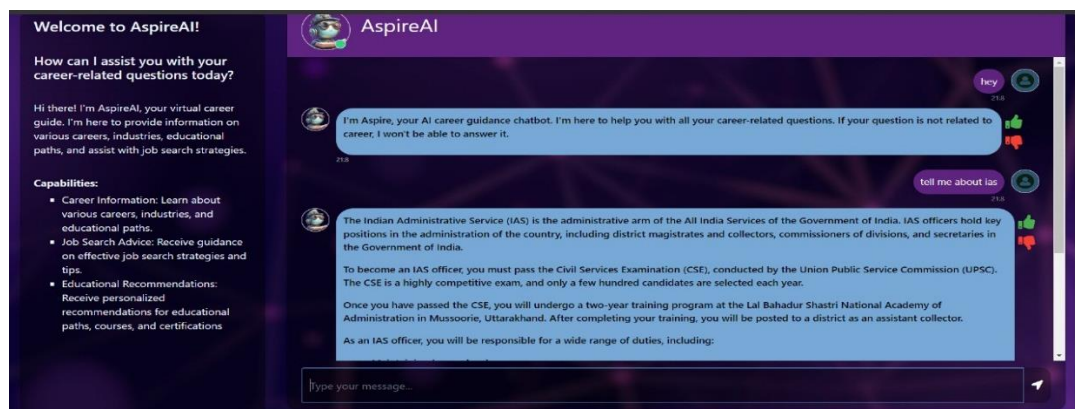 Welcome to AspireAI!
How can I assist you with your
career-related questions today?
Hi there! I'm AspireAI, your virtual career
guide. I'm here to provide information on
various careers, industries, educational
paths, and assist with job search strategies.
Capabilities:
Career Information: Learn about
various careers, industries, and
educational paths.
Job Search Advice: Receive guidance
on effective job search strategies and
tips.
Educational Recommendations:
Receive personalized
recommendations for educational
paths, courses, and certifications
AspireAI
hey
21:8
I'm Aspire, your AI career guidance chatbot. I'm here to help you with all your career-related questions. If your question is not related to
career, I won't be able to answer it.
21:8
tell me about ias
21:8
The Indian Administrative Service (IAS) is the administrative arm of the All India Services of the Government of India. IAS officers hold key
positions in the administration of the country, including district magistrates and collectors, commissioners of divisions, and secretaries in
the Government of India.
To become an IAS officer, you must pass the Civil Services Examination (CSE), conducted by the Union Public Service Commission (UPSC).
The CSE is a highly competitive exam, and only a few hundred candidates are selected each year.
Once you have passed the CSE, you will undergo a two-year training program at the Lal Bahadur Shastri National Academy of
Administration in Mussoorie, Uttarakhand. After completing your training, you will be posted to a district as an assistant collector.
As an IAS officer, you will be responsible for a wide range of duties, including:
Type your message...